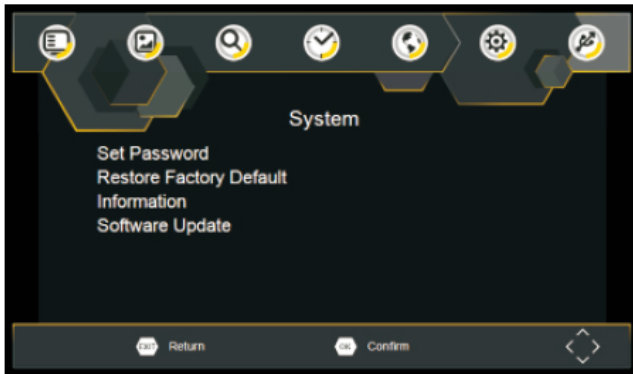 System
Set Password
Restore Factory Default
Information
Software Update
EXIT Return OK Confirm